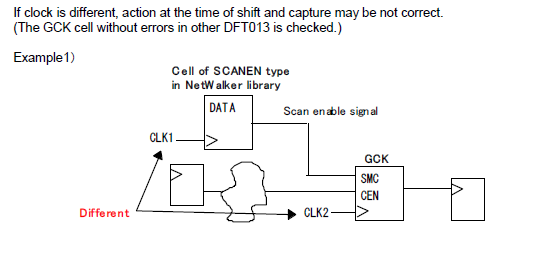 If clock is different, action at the time of shift and capture may be not correct.
(The GCK cell without errors in other DFT013 is checked.)
Example1)
Cell of SCANEN type
in NetWalker library
DATA
Scan enable signal
CLK1
GCK
SMC
CEN
Different
CLK2